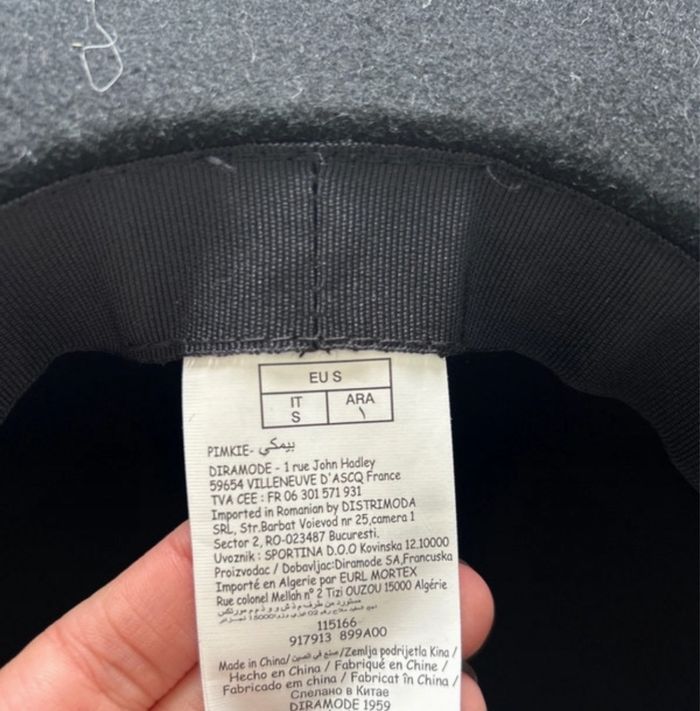 EU S
IT ARA
S ١
PIMKIE- بيمكي
DIRAMODE - 1 rue John Hadley
59654 VILLENEUVE D'ASCQ France
TVA CEE : FR 06 301 571 931
Imported in Romanian by DISTRIMODA
SRL, Str.Barbat Voievod nr 25,camera 1
Sector 2, RO-023487 Bucuresti.
Uvoznik : SPORTINA D.O.O Kovinska 12.10000
Proizvodac / Dobavljac:Diramode SA,Francuska
Importé en Algerie par EURL MORTEX
Rue colonel Mellah n° 2 Tizi OUZOU 15000 Algérie
115166
917913 899A00
Made in China/ صنع في الصين /Zemlja podrijetla Kina /
Hecho en China / Fabriqué en Chine /
Fabricado em china / Fabricat în China /
Сделано в Китае
DIRAMODE 1959